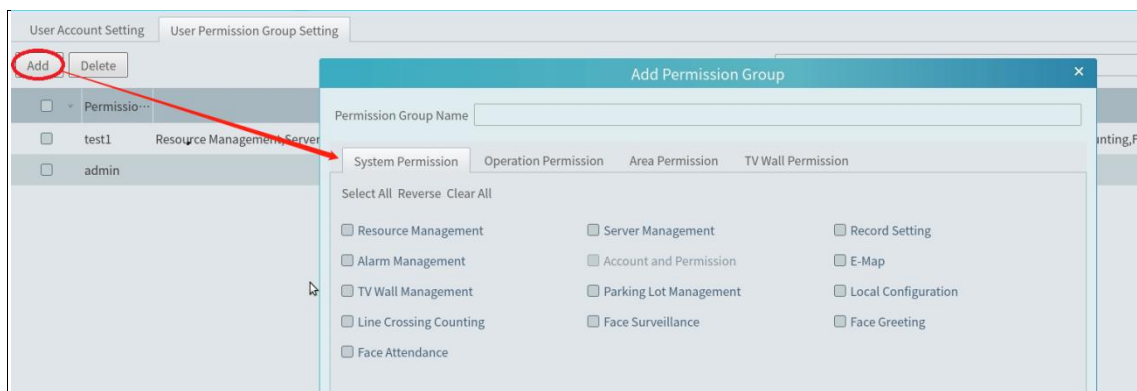 User Account Setting User Permission Group Setting
Add Delete
Add Permission Group ×
Permissio···
Permission Group Name
test1 Resource Management,Server unting,F
System Permission Operation Permission Area Permission TV Wall Permission
admin
Select All Reverse Clear All
Resource Management Server Management Record Setting
Alarm Management Account and Permission E-Map
TV Wall Management Parking Lot Management Local Configuration
Line Crossing Counting Face Surveillance Face Greeting
Face Attendance